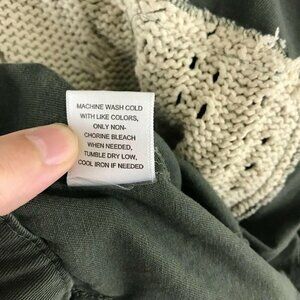 MACHINE WASH COLD
WITH LIKE COLORS,
ONLY NON-
CHORINE BLEACH
WHEN NEEDED,
TUMBLE DRY LOW,
COOL IRON IF NEEDED